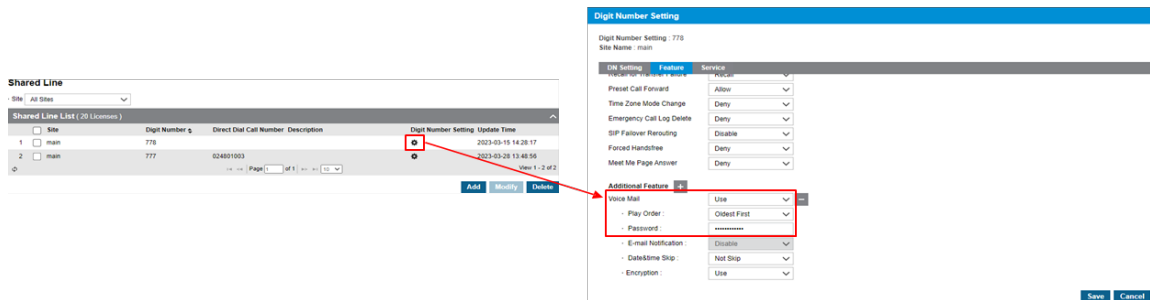 Shared Line
· Site All Sites
Shared Line List ( 20 Licenses )
Site Digit Number Direct Dial Call Number Description Digit Number Setting Update Time
1 main 778 2023-03-15 14:28:17
2 main 777 024801003 2023-03-28 13:48:56
Page 1 of 1 10 View 1 - 2 of 2
Add Modify Delete
Digit Number Setting
Digit Number Setting : 778
Site Name : main
DN Setting Feature Service
Recall for Transfer Failure Recall
Preset Call Forward Allow
Time Zone Mode Change Deny
Emergency Call Log Delete Deny
SIP Failover Rerouting Disable
Forced Handsfree Deny
Meet Me Page Answer Deny
Additional Feature +
Voice Mail Use
- Play Order : Oldest First
- Password : ••••••••••••
- E-mail Notification : Disable
- Date&time Skip : Not Skip
- Encryption : Use
Save Cancel